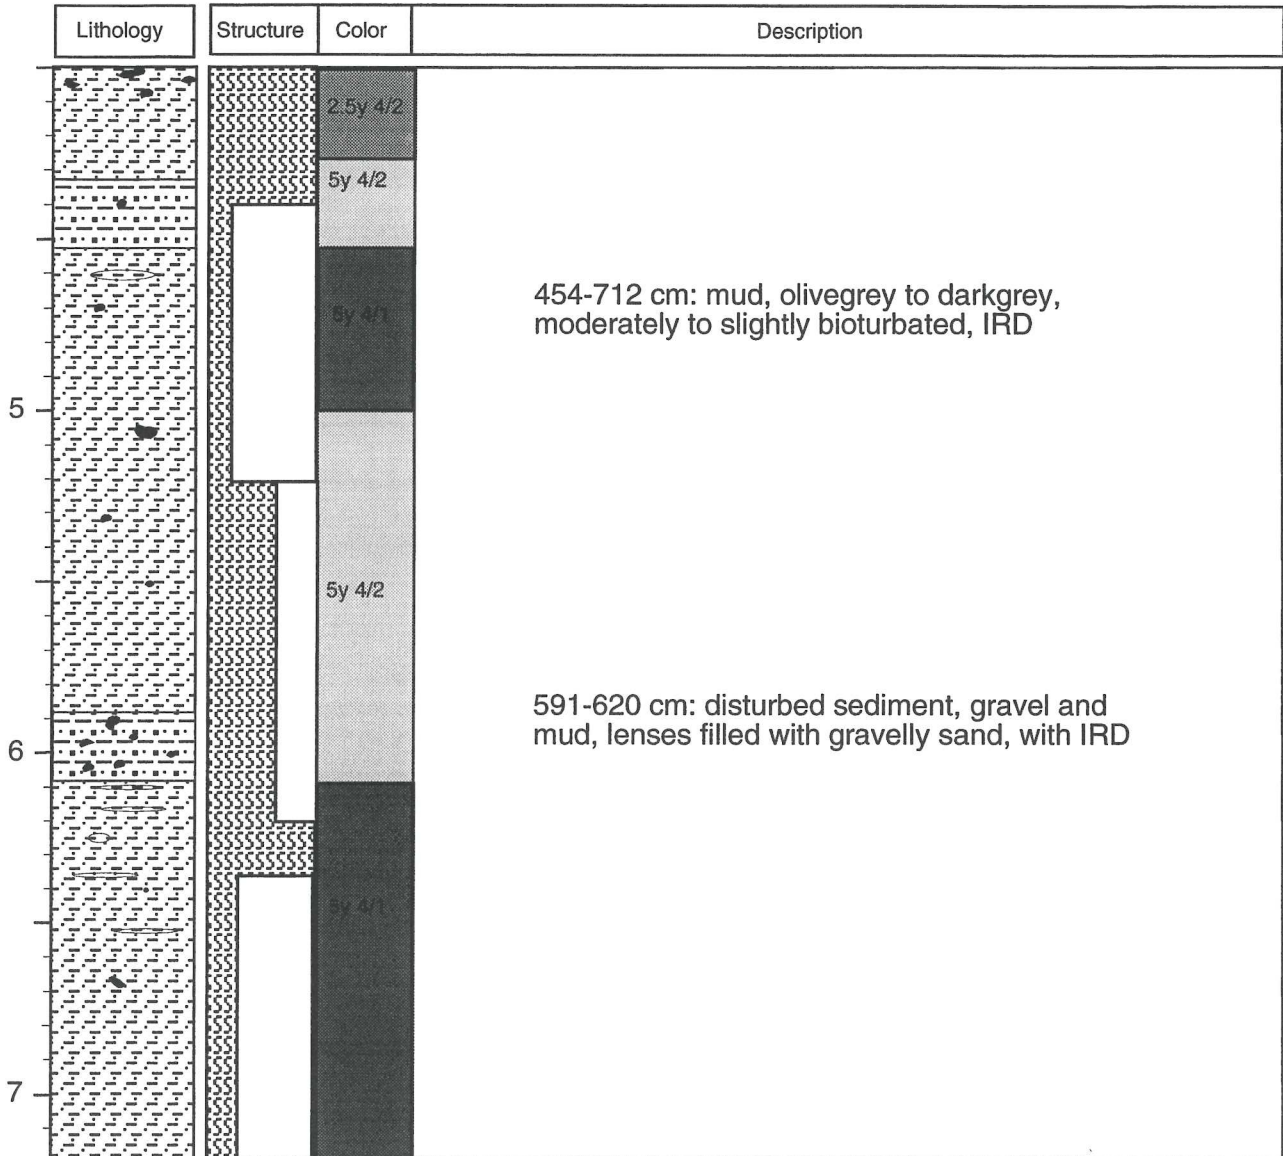 Lithology Structure Color Description
2.5y 4/2
5y 4/2
454-712 cm: mud, olivegrey to darkgrey,
5y 4/1
moderately to slightly bioturbated, IRD
5
5y 4/2
591-620 cm: disturbed sediment, gravel and
mud, lenses filled with gravelly sand, with IRD
6
5y 4/1
7